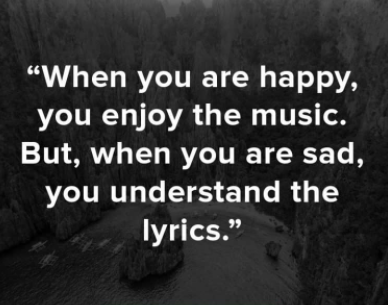 “When you are happy,
you enjoy the music.
But, when you are sad,
you understand the
lyrics.”